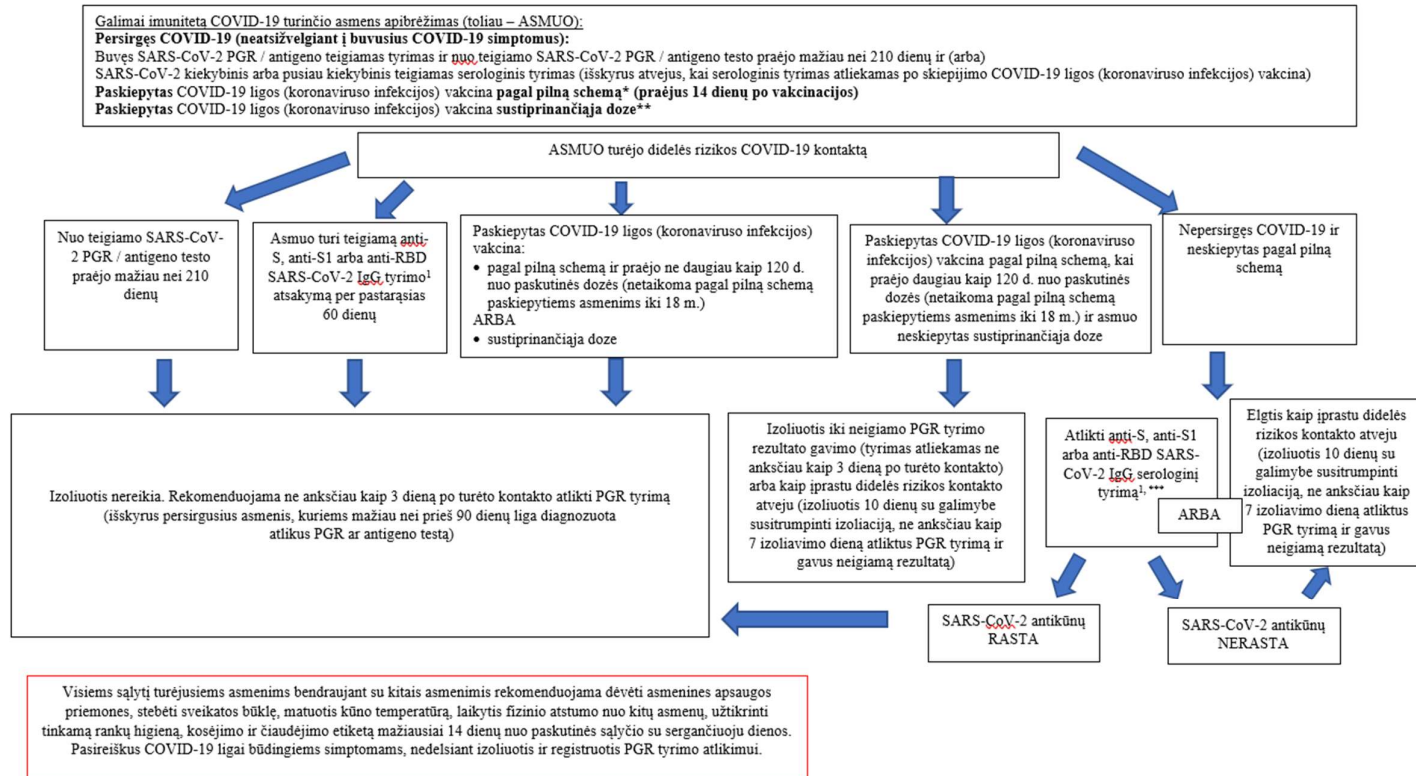 Galimai imunitetą COVID-19 turinčio asmens apibrėžimas (toliau – ASMUO):
Persirgęs COVID-19 (neatsižvelgiant į buvusius COVID-19 simptomus):
Buvęs SARS-CoV-2 PGR / antigeno teigiamas tyrimas ir nuo teigiamo SARS-CoV-2 PGR / antigeno testo praėjo mažiau nei 210 dienų ir (arba)
SARS-CoV-2 kiekybinis arba pusiau kiekybinis teigiamas serologinis tyrimas (išskyrus atvejus, kai serologinis tyrimas atliekamas po skiepijimo COVID-19 ligos (koronaviruso infekcijos) vakcina)
Paskiepytas COVID-19 ligos (koronaviruso infekcijos) vakcina pagal pilną schemą* (praėjus 14 dienų po vakcinacijos)
Paskiepytas COVID-19 ligos (koronaviruso infekcijos) vakcina sustiprinančiąja doze**
ASMUO turėjo didelės rizikos COVID-19 kontaktą
Nuo teigiamo SARS-CoV-
2 PGR / antigeno testo
praėjo mažiau nei 210
dienų
Asmuo turi teigiamą anti-
S, anti-S1 arba anti-RBD
SARS-CoV-2 IgG tyrimo¹
atsakymą per pastarąsias
60 dienų
Paskiepytas COVID-19 ligos (koronaviruso infekcijos)
vakcina:
• pagal pilną schemą ir praėjo ne daugiau kaip 120 d.
nuo paskutinės dozės (netaikoma pagal pilną schemą
paskiepytiems asmenims iki 18 m.)
ARBA
• sustiprinančiąja doze
Paskiepytas COVID-19 ligos (koronaviruso
infekcijos) vakcina pagal pilną schemą, kai
praėjo daugiau kaip 120 d. nuo paskutinės
dozės (netaikoma pagal pilną schemą
paskiepytiems asmenims iki 18 m.) ir asmuo
neskiepytas sustiprinančiąja doze
Nepersirgęs COVID-19 ir
neskiepytas pagal pilną
schemą
Izoliuotis nereikia. Rekomenduojama ne anksčiau kaip 3 dieną po turėto kontakto atlikti PGR tyrimą
(išskyrus persirgusius asmenis, kuriems mažiau nei prieš 90 dienų liga diagnozuota
atlikus PGR ar antigeno testą)
Izoliuotis iki neigiamo PGR tyrimo
rezultato gavimo (tyrimas atliekamas ne
anksčiau kaip 3 dieną po turėto kontakto)
arba kaip įprastu didelės rizikos kontakto
atveju (izoliuotis 10 dienų su galimybe
susitrumpinti izoliaciją, ne anksčiau kaip
7 izoliavimo dieną atliktus PGR tyrimą ir
gavus neigiamą rezultatą)
Atlikti anti-S, anti-S1
arba anti-RBD SARS-
CoV-2 IgG serologinį
tyrimą¹, ***
ARBA
Elgtis kaip įprastu didelės
rizikos kontakto atveju
(izoliuotis 10 dienų su
galimybe susitrumpinti
izoliaciją, ne anksčiau kaip
7 izoliavimo dieną atliktus
PGR tyrimą ir gavus
neigiamą rezultatą)
SARS-CoV-2 antikūnų
RASTA
SARS-CoV-2 antikūnų
NERASTA
Visiems sąlytį turėjusiems asmenims bendraujant su kitais asmenimis rekomenduojama dėvėti asmenines apsaugos
priemones, stebėti sveikatos būklę, matuotis kūno temperatūrą, laikytis fizinio atstumo nuo kitų asmenų, užtikrinti
tinkamą rankų higieną, kosėjimo ir čiaudėjimo etiketą mažiausiai 14 dienų nuo paskutinės sąlyčio su sergančiuoju dienos.
Pasireiškus COVID-19 ligai būdingiems simptomams, nedelsiant izoliuotis ir registruotis PGR tyrimo atlikimui.